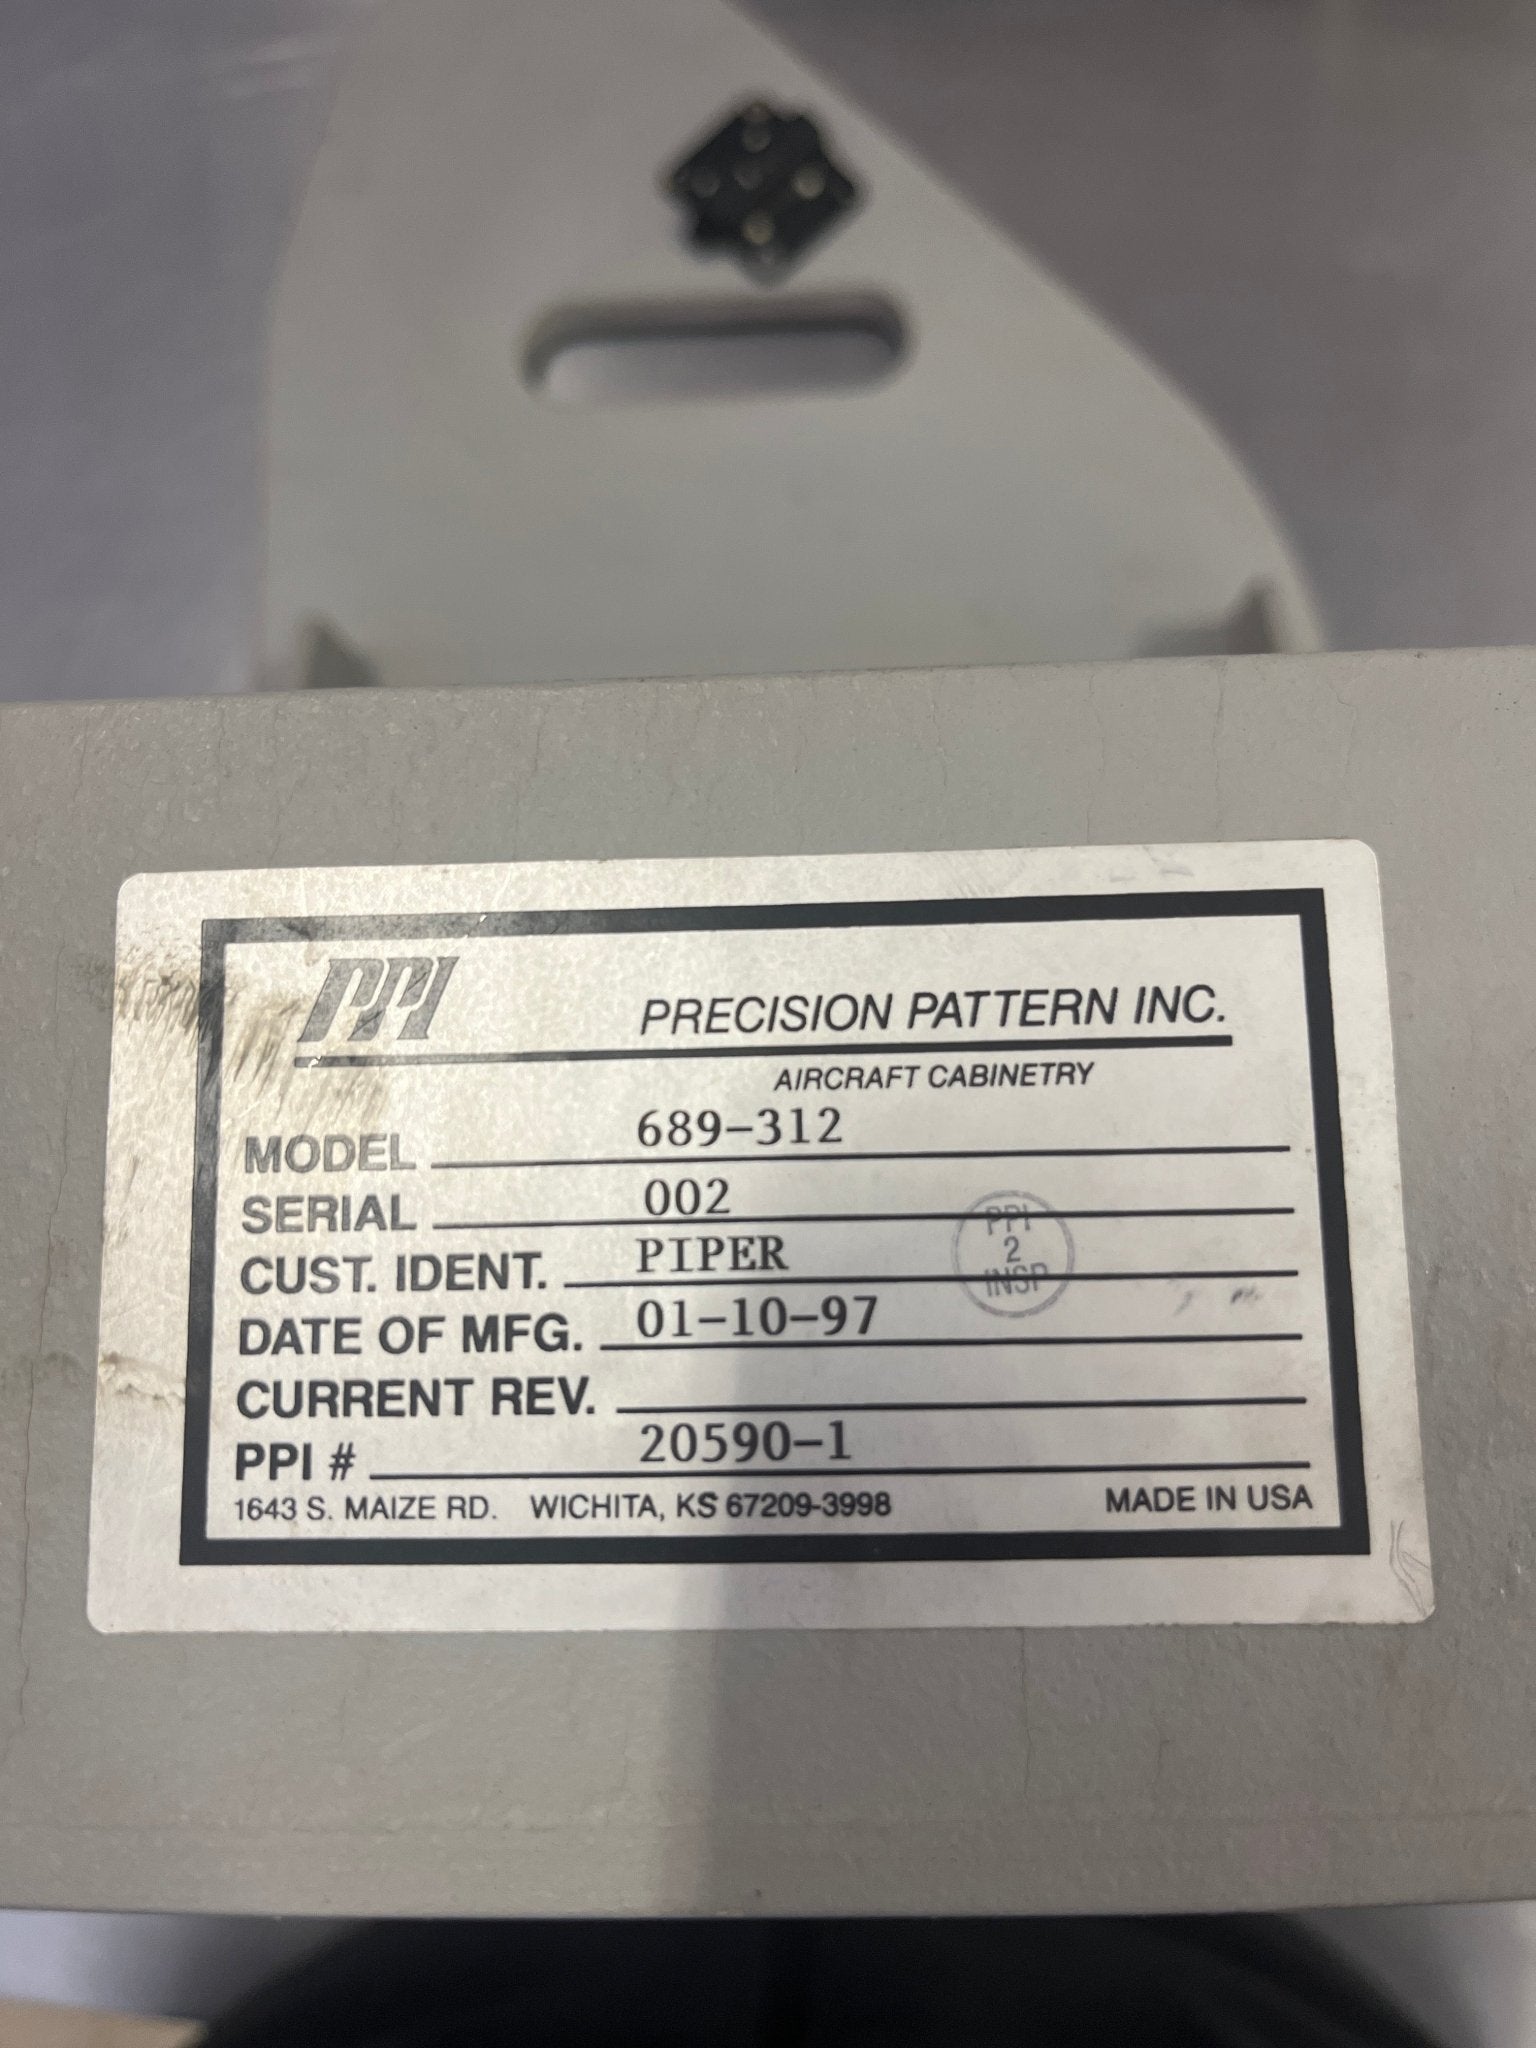 PPI
PRECISION PATTERN INC.
AIRCRAFT CABINETRY
MODEL 689-312
SERIAL 002
CUST. IDENT. PIPER
PPI
2
INSP
DATE OF MFG. 01-10-97
CURRENT REV.
PPI # 20590-1
1643 S. MAIZE RD. WICHITA, KS 67209-3998 MADE IN USA